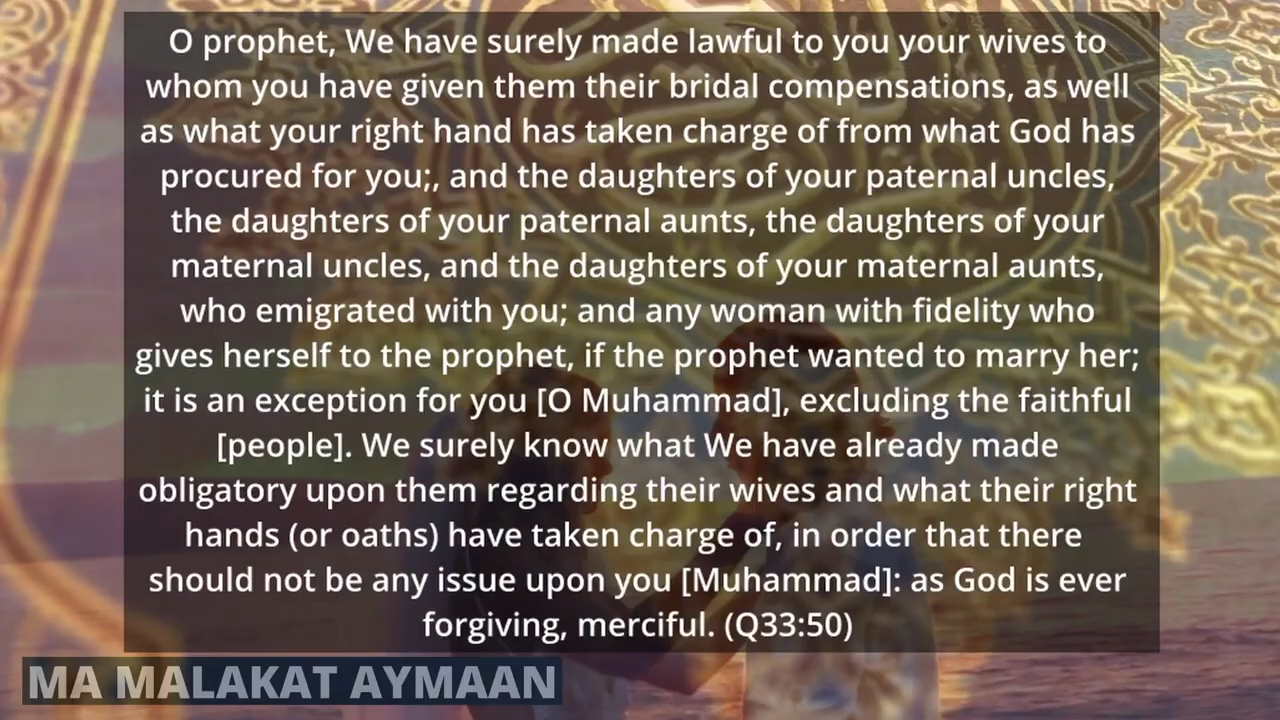 O prophet, We have surely made lawful to you your wives to
whom you have given them their bridal compensations, as well
as what your right hand has taken charge of from what God has
procured for you;, and the daughters of your paternal uncles,
the daughters of your paternal aunts, the daughters of your
maternal uncles, and the daughters of your maternal aunts,
who emigrated with you; and any woman with fidelity who
gives herself to the prophet, if the prophet wanted to marry her;
it is an exception for you [O Muhammad], excluding the faithful
[people]. We surely know what We have already made
obligatory upon them regarding their wives and what their right
hands (or oaths) have taken charge of, in order that there
should not be any issue upon you [Muhammad]: as God is ever
forgiving, merciful. (Q33:50)
MA MALAKAT AYMAAN